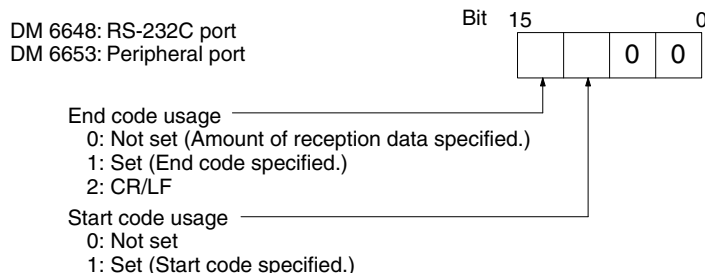 DM 6648: RS-232C port
DM 6653: Peripheral port
Bit 15 0
0 0
End code usage
0: Not set (Amount of reception data specified.)
1: Set (End code specified.)
2: CR/LF
Start code usage
0: Not set
1: Set (Start code specified.)